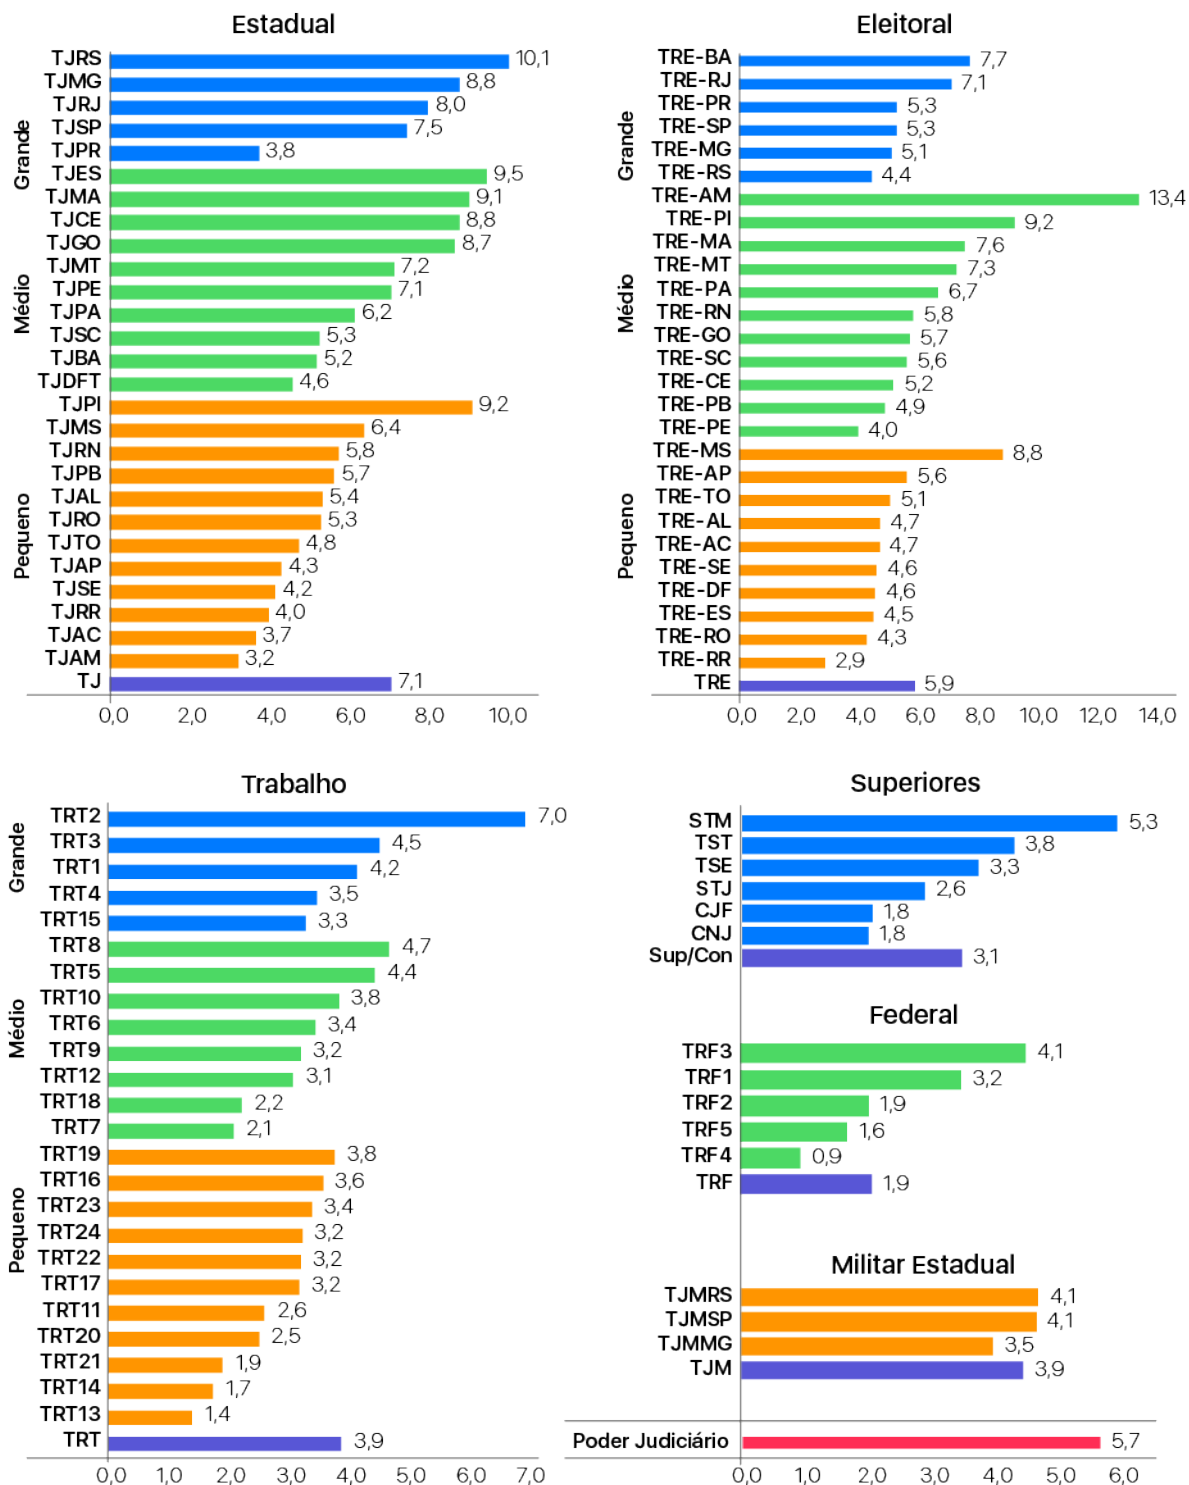 Estadual
Grande
TJRS 10,1
TJMG 8,8
TJRJ 8,0
TJSP 7,5
TJPR 3,8
Médio
TJES 9,5
TJMA 9,1
TJCE 8,8
TJGO 8,7
TJMT 7,2
TJPE 7,1
TJPA 6,2
TJSC 5,3
TJBA 5,2
TJDFT 4,6
Pequeno
TJPI 9,2
TJMS 6,4
TJRN 5,8
TJPB 5,7
TJAL 5,4
TJRO 5,3
TJTO 4,8
TJAP 4,3
TJSE 4,2
TJRR 4,0
TJAC 3,7
TJAM 3,2
TJ 7,1
0,0 2,0 4,0 6,0 8,0 10,0
Eleitoral
Grande
TRE-BA 7,7
TRE-RJ 7,1
TRE-PR 5,3
TRE-SP 5,3
TRE-MG 5,1
TRE-RS 4,4
Médio
TRE-AM 13,4
TRE-PI 9,2
TRE-MA 7,6
TRE-MT 7,3
TRE-PA 6,7
TRE-RN 5,8
TRE-GO 5,7
TRE-SC 5,6
TRE-CE 5,2
TRE-PB 4,9
TRE-PE 4,0
Pequeno
TRE-MS 8,8
TRE-AP 5,6
TRE-TO 5,1
TRE-AL 4,7
TRE-AC 4,7
TRE-SE 4,6
TRE-DF 4,6
TRE-ES 4,5
TRE-RO 4,3
TRE-RR 2,9
TRE 5,9
0,0 2,0 4,0 6,0 8,0 10,0 12,0 14,0
Trabalho
Grande
TRT2 7,0
TRT3 4,5
TRT1 4,2
TRT4 3,5
TRT15 3,3
Médio
TRT8 4,7
TRT5 4,4
TRT10 3,8
TRT6 3,4
TRT9 3,2
TRT12 3,1
TRT18 2,2
TRT7 2,1
Pequeno
TRT19 3,8
TRT16 3,6
TRT23 3,4
TRT24 3,2
TRT22 3,2
TRT17 3,2
TRT11 2,6
TRT20 2,5
TRT21 1,9
TRT14 1,7
TRT13 1,4
TRT 3,9
0,0 1,0 2,0 3,0 4,0 5,0 6,0 7,0
Superiores
STM 5,3
TST 3,8
TSE 3,3
STJ 2,6
CJF 1,8
CNJ 1,8
Sup/Con 3,1
Federal
TRF3 4,1
TRF1 3,2
TRF2 1,9
TRF5 1,6
TRF4 0,9
TRF 1,9
Militar Estadual
TJMRS 4,1
TJMSP 4,1
TJMMG 3,5
TJM 3,9
Poder Judiciário 5,7
0,0 1,0 2,0 3,0 4,0 5,0 6,0